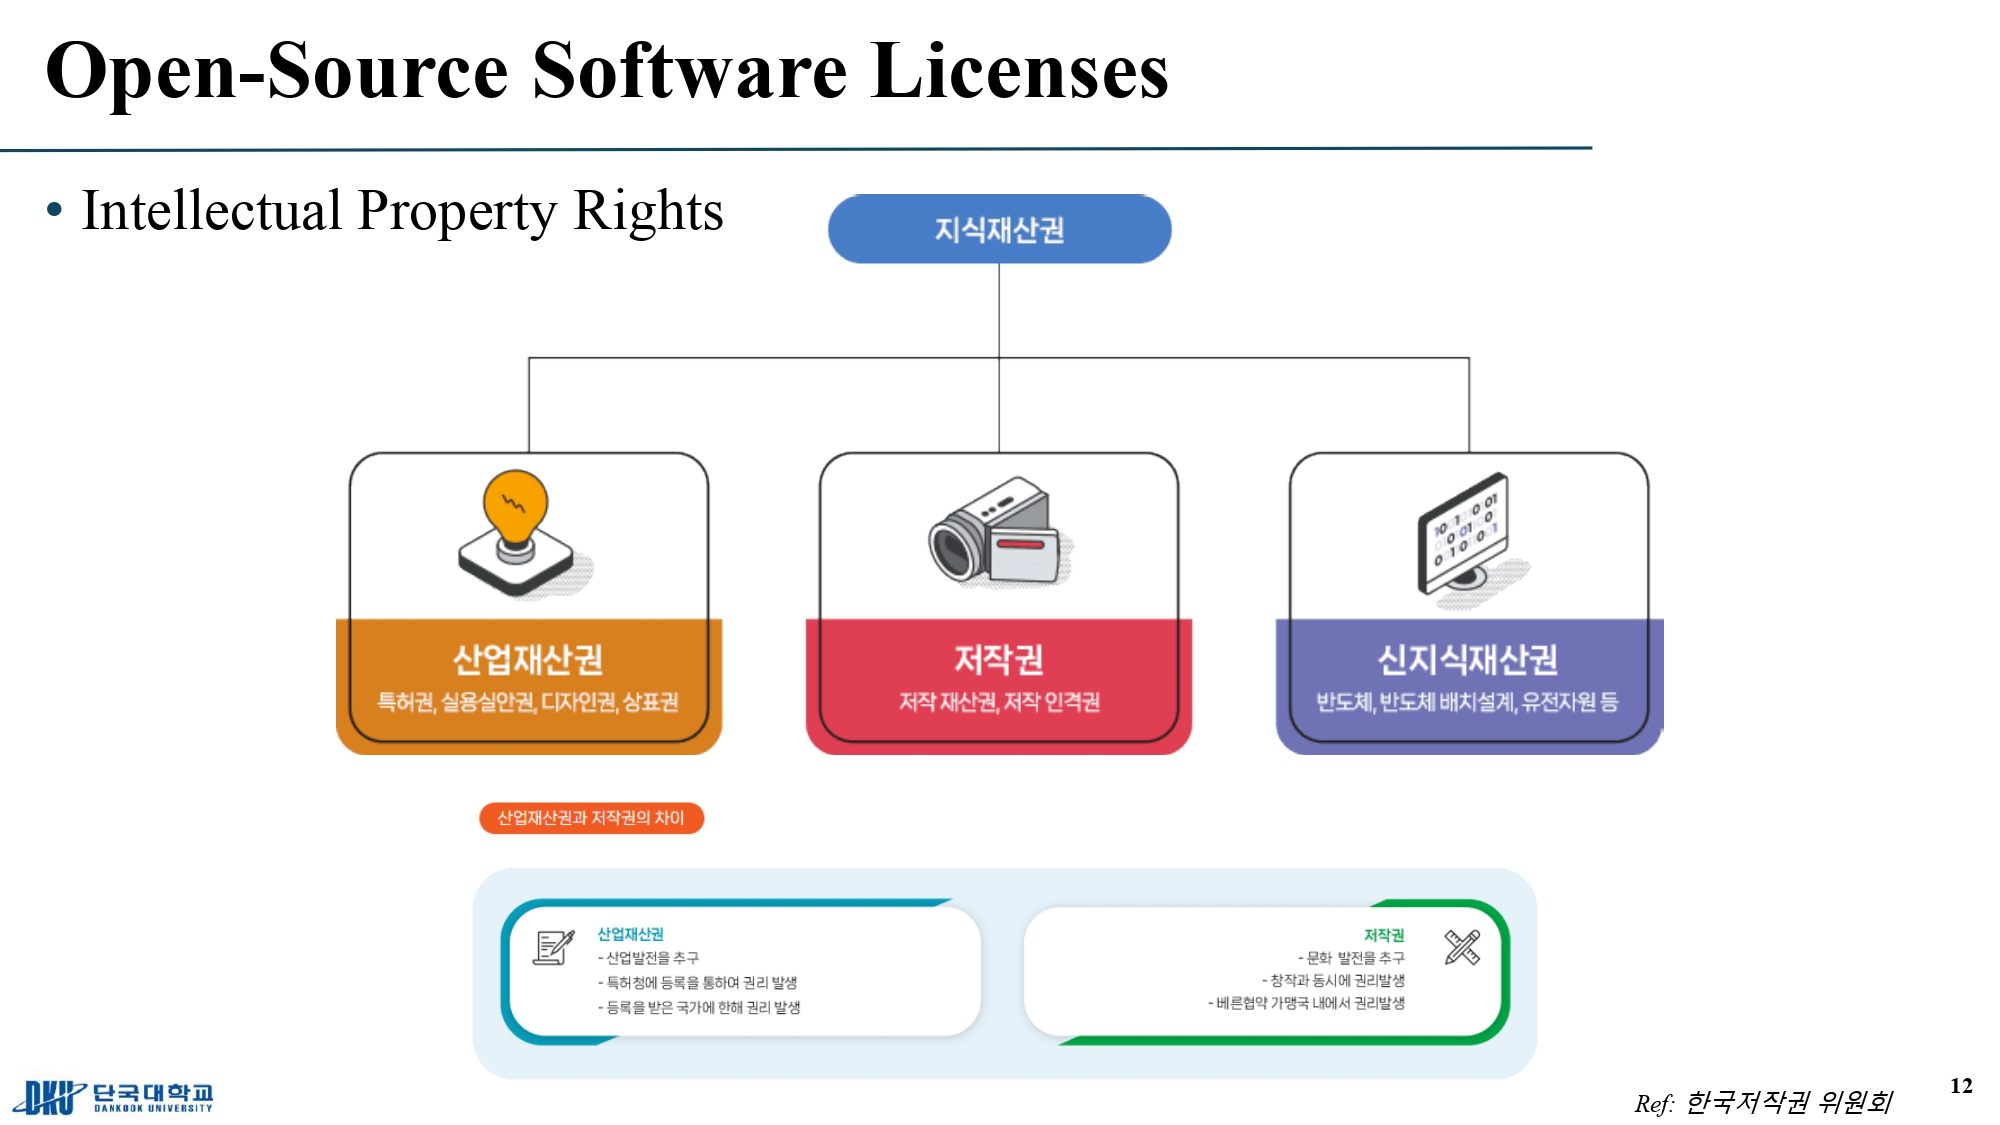 Open-Source Software Licenses
• Intellectual Property Rights
지식재산권
산업재산권
특허권, 실용실안권, 디자인권, 상표권
저작권
저작 재산권, 저작 인격권
신지식재산권
반도체, 반도체 배치설계, 유전자원 등
산업재산권과 저작권의 차이
산업재산권
- 산업발전을 추구
- 특허청에 등록을 통하여 권리 발생
- 등록을 받은 국가에 한해 권리 발생
저작권
- 문화 발전을 추구
- 창작과 동시에 권리발생
- 베른협약 가맹국 내에서 권리발생
DKU 단국대학교
DANKOOK UNIVERSITY
Ref: 한국저작권 위원회
12